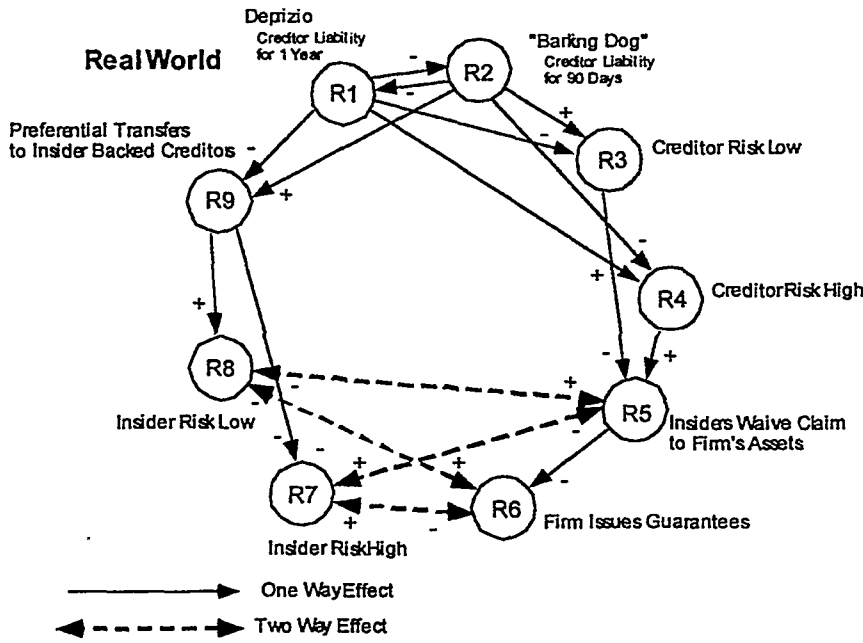 Deprizio
Creditor Liability
for 1 Year
Real World
"Barking Dog"
Creditor Liability
for 90 Days
R1
R2
-
-
-
+
-
+
R3
Creditor Risk Low
Preferential Transfers
to Insider Backed Creditors
R9
-
+
R4
Creditor Risk High
+
R8
-
+
-
+
-
-
R5
Insiders Waive Claim
to Firm's Assets
Insider Risk Low
-
-
+
+
-
R7
R6
Firm Issues Guarantees
+
-
Insider Risk High
One Way Effect
Two Way Effect